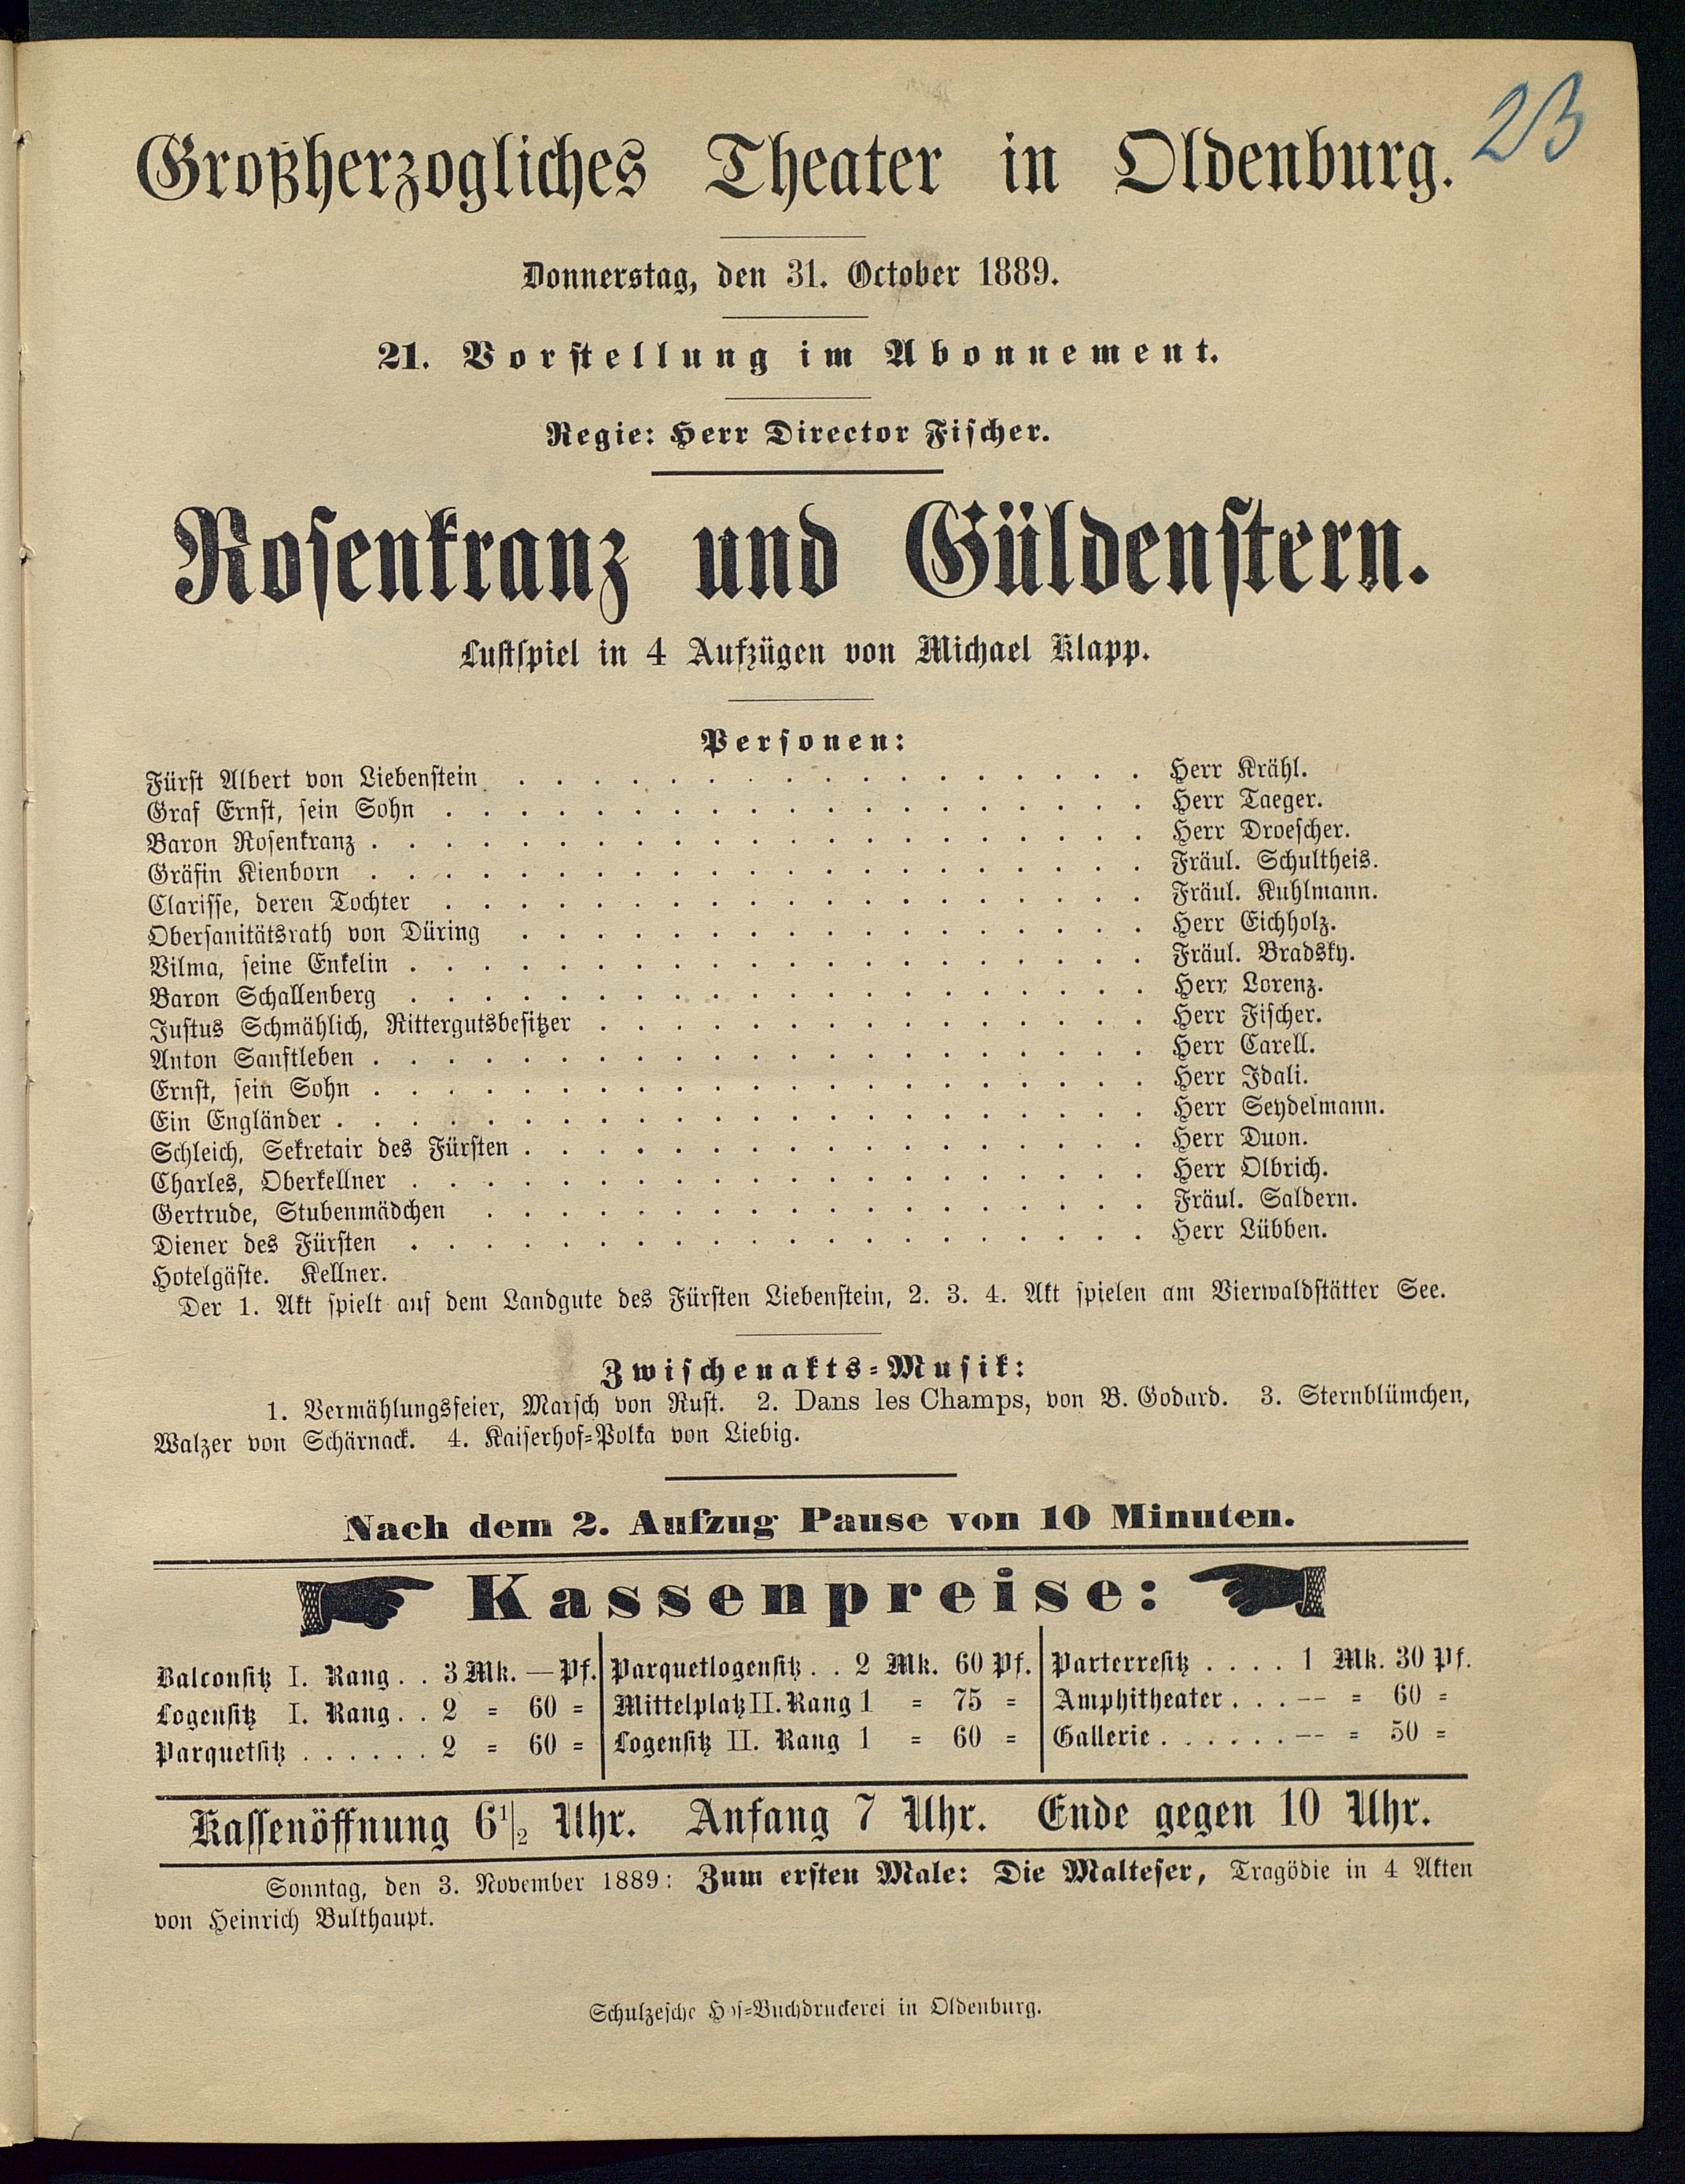 23
Großherzogliches Theater in Oldenburg.
Donnerstag, den 31. October 1889.
21. Vorstellung im Abonnement.
Regie: Herr Director Fischer.
Rosenkranz und Güldenstern.
Lustspiel in 4 Aufzügen von Michael Klapp.
Personen:
Fürst Albert von Liebenstein . . . . . . . . . . . . . . . . . Herr Krähl.
Graf Ernst, sein Sohn . . . . . . . . . . . . . . . . . . . Herr Taeger.
Baron Rosenkranz . . . . . . . . . . . . . . . . . . . . . Herr Droescher.
Gräfin Kienborn . . . . . . . . . . . . . . . . . . . . . Fräul. Schultheis.
Clarisse, deren Tochter . . . . . . . . . . . . . . . . . . . Fräul. Kuhlmann.
Obersanitätsrath von Düring . . . . . . . . . . . . . . . . . Herr Eichholz.
Vilma, seine Enkelin . . . . . . . . . . . . . . . . . . . . Fräul. Bradsky.
Baron Schallenberg . . . . . . . . . . . . . . . . . . . . Herr Lorenz.
Justus Schmählich, Rittergutsbesitzer . . . . . . . . . . . . . . . Herr Fischer.
Anton Sanftleben . . . . . . . . . . . . . . . . . . . . . Herr Carell.
Ernst, sein Sohn . . . . . . . . . . . . . . . . . . . . . Herr Idali.
Ein Engländer . . . . . . . . . . . . . . . . . . . . . . Herr Seydelmann.
Schleich, Sekretair des Fürsten . . . . . . . . . . . . . . . . . Herr Duon.
Charles, Oberkellner . . . . . . . . . . . . . . . . . . . . Herr Olbrich.
Gertrude, Stubenmädchen . . . . . . . . . . . . . . . . . . Fräul. Saldern.
Diener des Fürsten . . . . . . . . . . . . . . . . . . . . Herr Lübben.
Hotelgäste. Kellner.
Der 1. Akt spielt auf dem Landgute des Fürsten Liebenstein, 2. 3. 4. Akt spielen am Vierwaldstätter See.
Zwischenakts=Musik:
1. Vermählungsfeier, Marsch von Rust. 2. Dans les Champs, von B. Godard. 3. Sternblümchen,
Walzer von Schärnack. 4. Kaiserhof=Polka von Liebig.
Nach dem 2. Aufzug Pause von 10 Minuten.
Kassenpreise:
Balconsitz I. Rang . . 3 Mk. — Pf. Parquetlogensitz . . 2 Mk. 60 Pf. Parterresitz . . . . 1 Mk. 30 Pf.
Logensitz I. Rang . . 2 = 60 = Mittelplatz II. Rang 1 = 75 = Amphitheater . . . — = 60 =
Parquetsitz . . . . . . 2 = 60 = Logensitz II. Rang 1 = 60 = Gallerie . . . . . . — = 50 =
Kassenöffnung 6 1/2 Uhr. Anfang 7 Uhr. Ende gegen 10 Uhr.
Sonntag, den 3. November 1889: Zum ersten Male: Die Malteser, Tragödie in 4 Akten
von Heinrich Bulthaupt.
Schulzesche Hof=Buchdruckerei in Oldenburg.